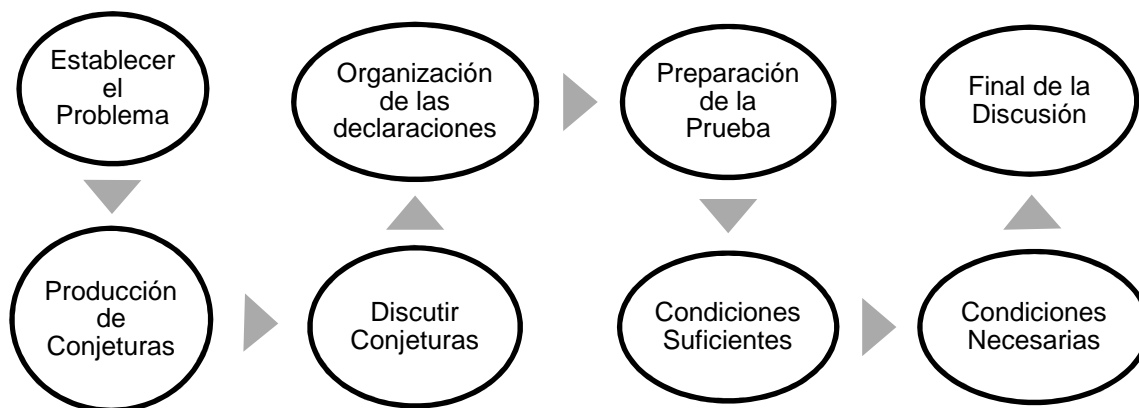 Establecer
el
Problema
Producción
de
Conjeturas
Discutir
Conjeturas
Organización
de las
declaraciones
Preparación
de la
Prueba
Condiciones
Suficientes
Condiciones
Necesarias
Final de la
Discusión